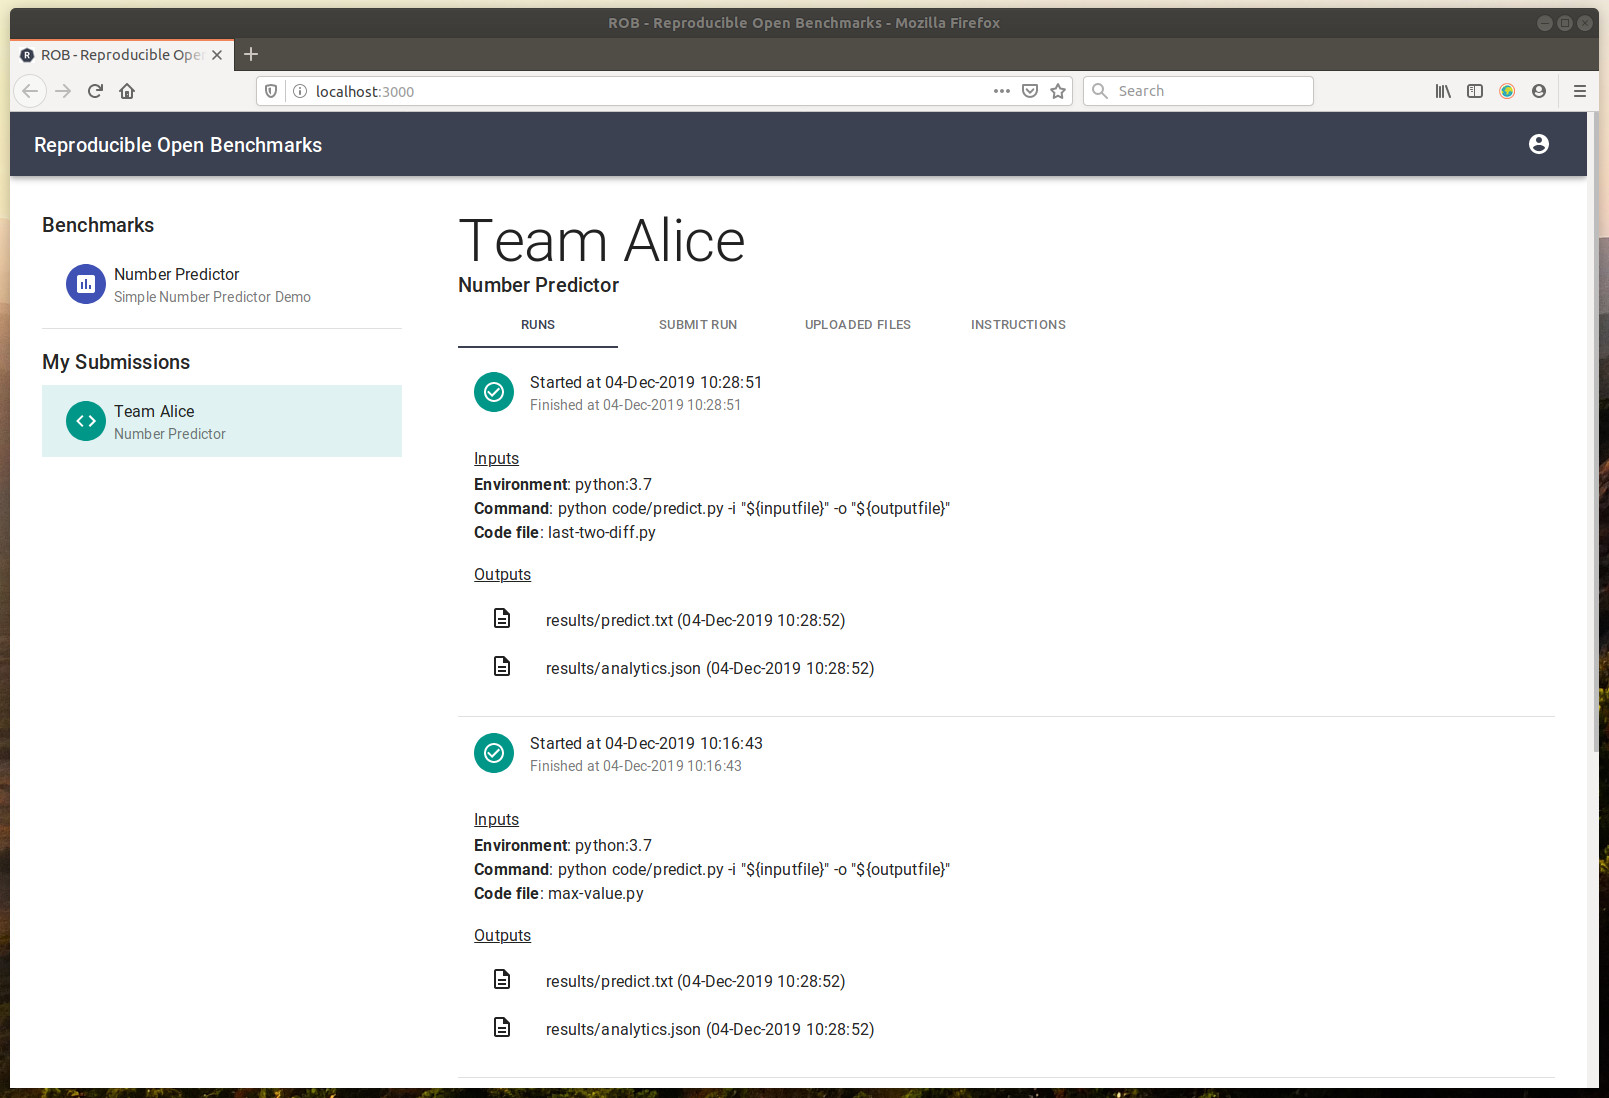 ROB - Reproducible Open Benchmarks - Mozilla Firefox
ROB - Reproducible Ope
localhost:3000
Search
Reproducible Open Benchmarks
Benchmarks
Number Predictor
Simple Number Predictor Demo
My Submissions
Team Alice
Number Predictor
Team Alice
Number Predictor
RUNS SUBMIT RUN UPLOADED FILES INSTRUCTIONS
Started at 04-Dec-2019 10:28:51
Finished at 04-Dec-2019 10:28:51
Inputs
Environment: python:3.7
Command: python code/predict.py -i "${inputfile}" -o "${outputfile}"
Code file: last-two-diff.py
Outputs
results/predict.txt (04-Dec-2019 10:28:52)
results/analytics.json (04-Dec-2019 10:28:52)
Started at 04-Dec-2019 10:16:43
Finished at 04-Dec-2019 10:16:43
Inputs
Environment: python:3.7
Command: python code/predict.py -i "${inputfile}" -o "${outputfile}"
Code file: max-value.py
Outputs
results/predict.txt (04-Dec-2019 10:28:52)
results/analytics.json (04-Dec-2019 10:28:52)